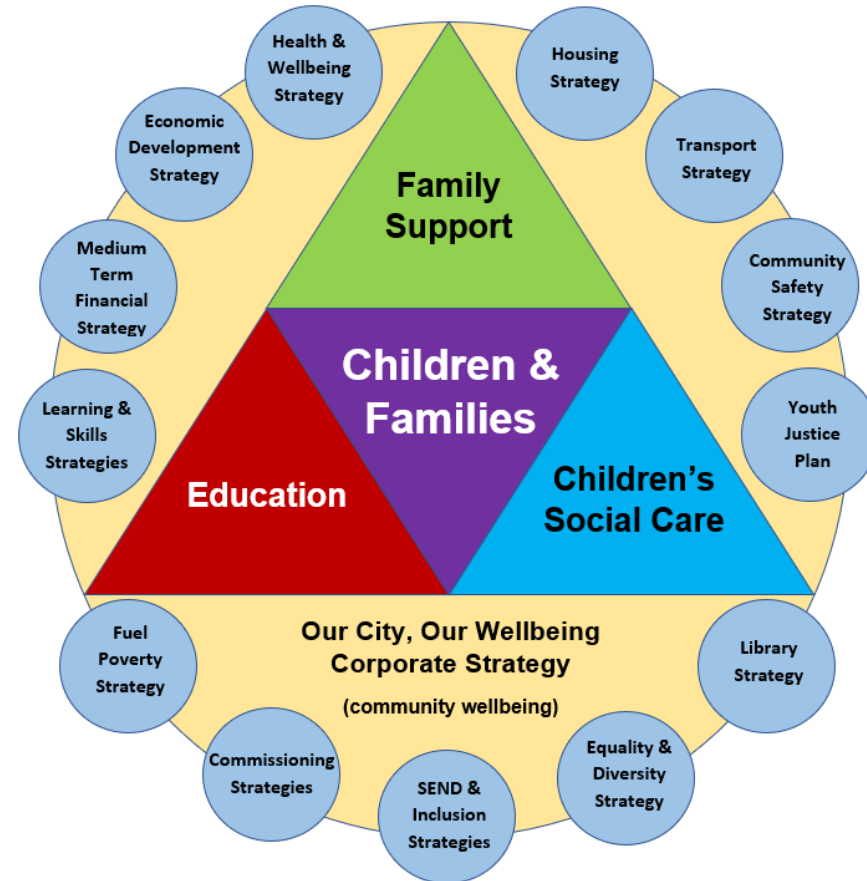 Health &
Wellbeing
Strategy
Housing
Strategy
Economic
Development
Strategy
Transport
Strategy
Family
Support
Medium
Term
Financial
Strategy
Community
Safety
Strategy
Children &
Families
Learning &
Skills
Strategies
Youth
Justice
Plan
Education
Children’s
Social Care
Our City, Our Wellbeing
Corporate Strategy
(community wellbeing)
Fuel
Poverty
Strategy
Library
Strategy
Commissioning
Strategies
SEND &
Inclusion
Strategies
Equality &
Diversity
Strategy